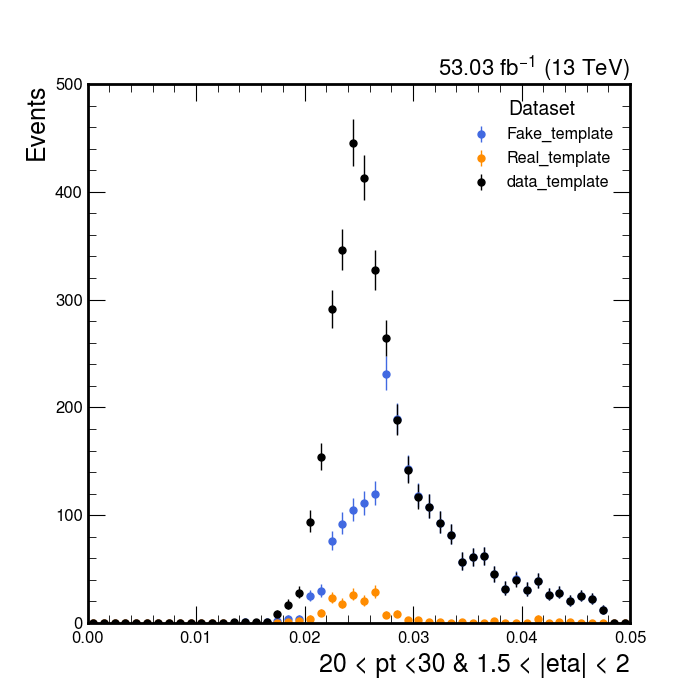 53.03 fb⁻¹ (13 TeV)
Events
500
400
300
200
100
0
Dataset
Fake_template
Real_template
data_template
0.00 0.01 0.02 0.03 0.04 0.05
20 < pt <30 & 1.5 < |eta| < 2